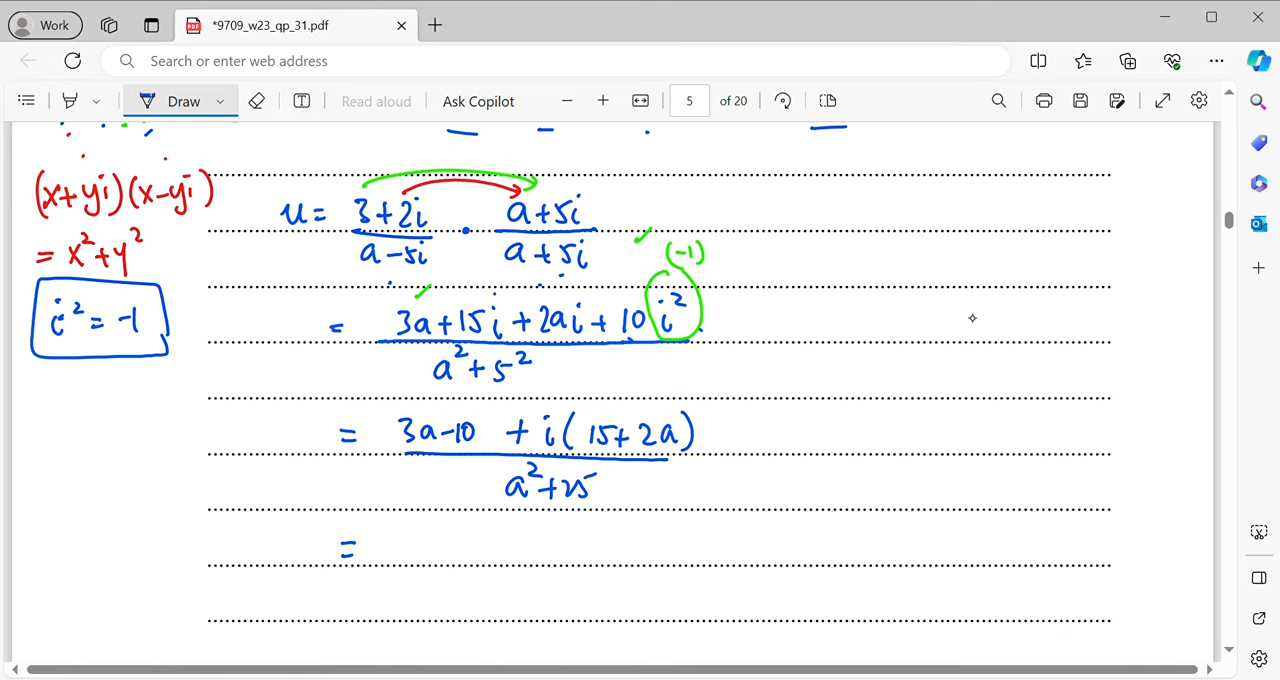 Work
*9709_w23_qp_31.pdf
Search or enter web address
Draw
Read aloud
Ask Copilot
5 of 20
(x+yi)(x-yi)
= x²+y²
i² = -1
u = (3+2i)/(a-5i) · (a+5i)/(a+5i)
(-1)
= (3a+15i+2ai+10i²)/(a²+5²)
= (3a-10 + i(15+2a))/(a²+25)
=